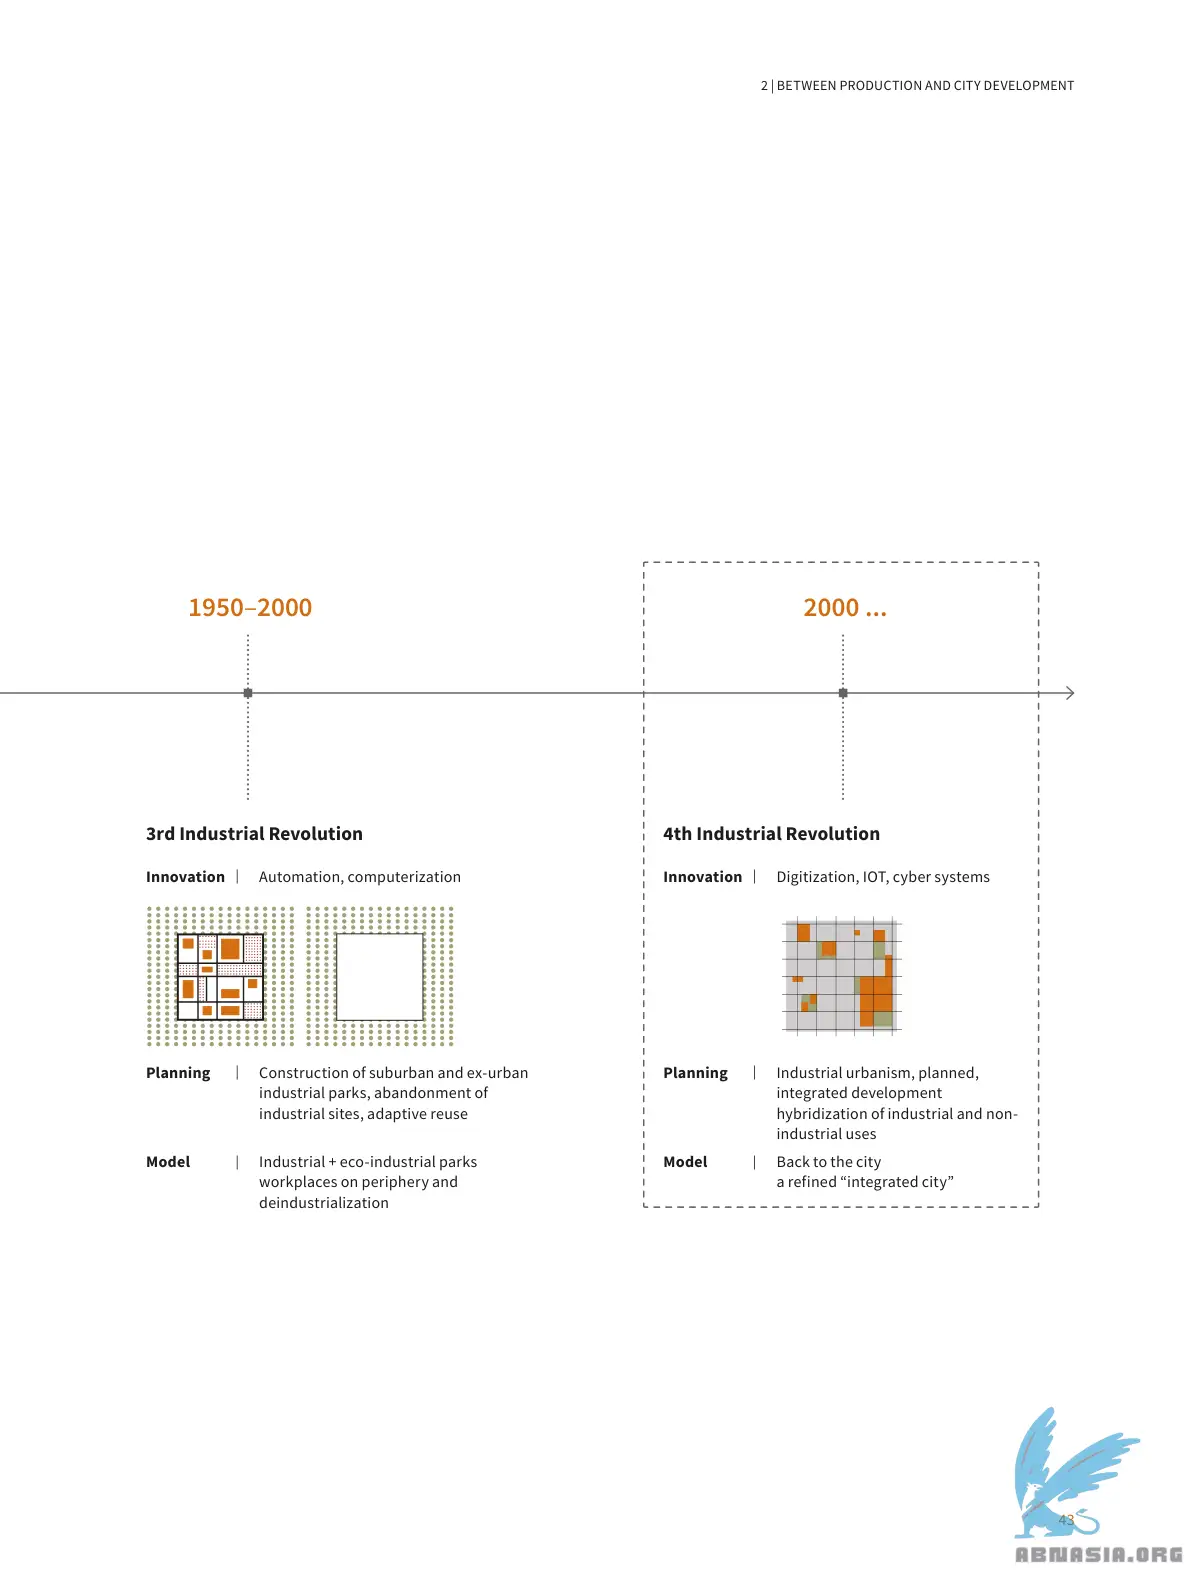 2 | BETWEEN PRODUCTION AND CITY DEVELOPMENT
1950–2000
2000 ...
3rd Industrial Revolution
Innovation | Automation, computerization
Planning | Construction of suburban and ex-urban
industrial parks, abandonment of
industrial sites, adaptive reuse
Model | Industrial + eco-industrial parks
workplaces on periphery and
deindustrialization
4th Industrial Revolution
Innovation | Digitization, IOT, cyber systems
Planning | Industrial urbanism, planned,
integrated development
hybridization of industrial and non-
industrial uses
Model | Back to the city
a refined “integrated city”
43
ABNASIA.ORG